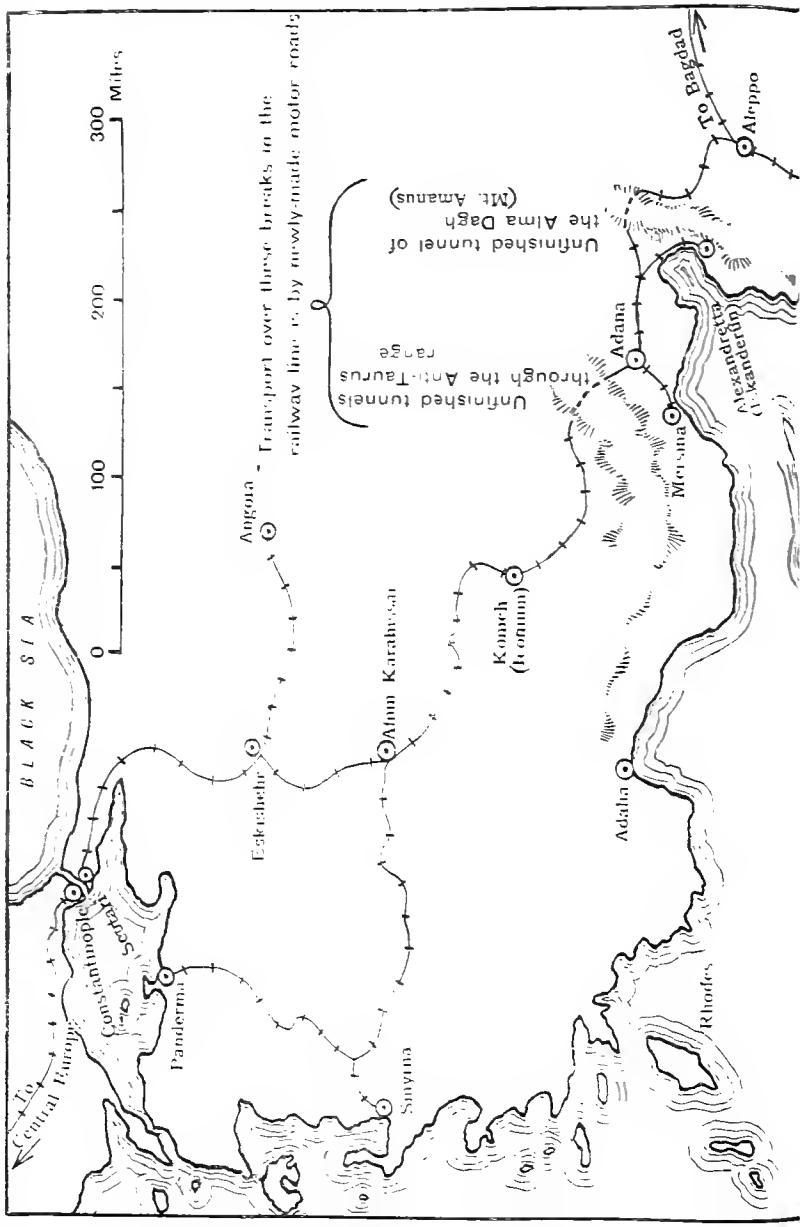 BLACK SEA
To
Central Europe
Constantinople
Scutari
Panderma
0 100 200 300 Miles
Eskishehr
Angora
Transport over these breaks in the
railway line is by newly-made motor roads
Smyrna
Afium Karahissar
Konieh
(Iconium)
Unfinished tunnels
through the Anti-Taurus
range
Unfinished tunnel of
the Alma Dagh
(Mt. Amanus)
Adalia
Rhodes
Mersina
Adana
Alexandretta
(Iskanderun)
To Bagdad
Aleppo